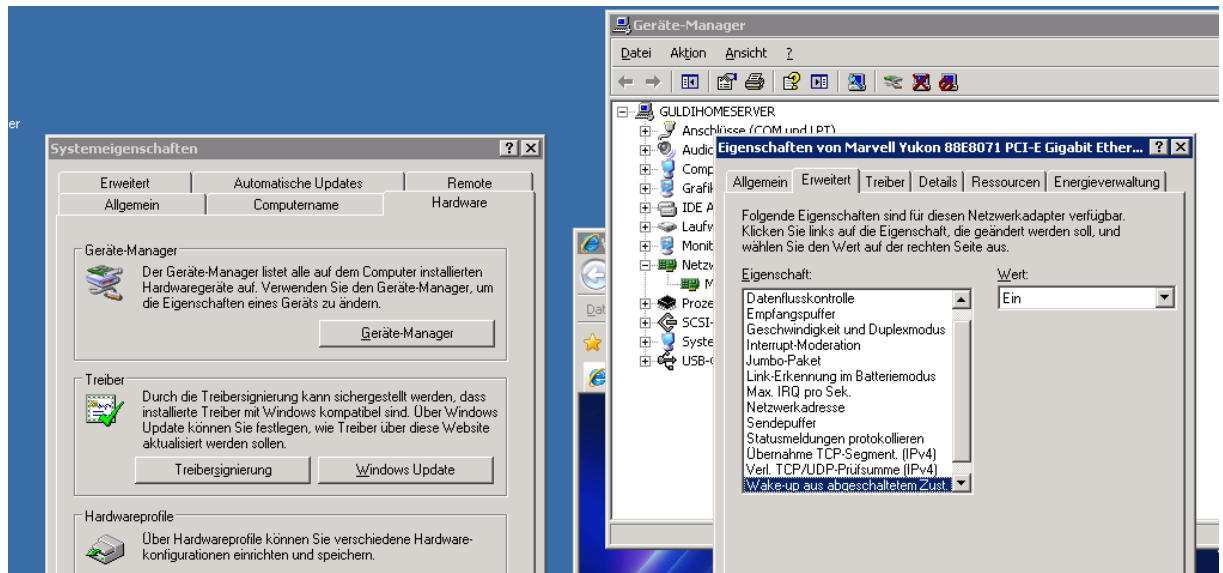 er
Systemeigenschaften
Erweitert
Automatische Updates
Remote
Allgemein
Computername
Hardware
Geräte-Manager
Der Geräte-Manager listet alle auf dem Computer installierten
Hardwaregeräte auf. Verwenden Sie den Geräte-Manager, um
die Eigenschaften eines Geräts zu ändern.
Geräte-Manager
Treiber
Durch die Treibersignierung kann sichergestellt werden, dass
installierte Treiber mit Windows kompatibel sind. Über Windows
Update können Sie festlegen, wie Treiber über diese Website
aktualisiert werden sollen.
Treibersignierung
Windows Update
Hardwareprofile
Über Hardwareprofile können Sie verschiedene Hardware-
konfigurationen einrichten und speichern.
Dat
Geräte-Manager
Datei Aktion Ansicht ?
GULDIHOMESERVER
Anschlüsse (COM und LPT)
Audio
Comp
Grafik
IDE A
Laufw
Monit
Netzw
M
Proze
SCSI-
Syste
USB-C
Eigenschaften von Marvell Yukon 88E8071 PCI-E Gigabit Ether...
Allgemein Erweitert Treiber Details Ressourcen Energieverwaltung
Folgende Eigenschaften sind für diesen Netzwerkadapter verfügbar.
Klicken Sie links auf die Eigenschaft, die geändert werden soll, und
wählen Sie den Wert auf der rechten Seite aus.
Eigenschaft:
Datenflusskontrolle
Empfangspuffer
Geschwindigkeit und Duplexmodus
Interrupt-Moderation
Jumbo-Paket
Link-Erkennung im Batteriemodus
Max. IRQ pro Sek.
Netzwerkadresse
Sendepuffer
Statusmeldungen protokollieren
Übernahme TCP-Segment. (IPv4)
Verl. TCP/UDP-Prüfsumme (IPv4)
Wake-up aus abgeschaltetem Zust.
Wert:
Ein